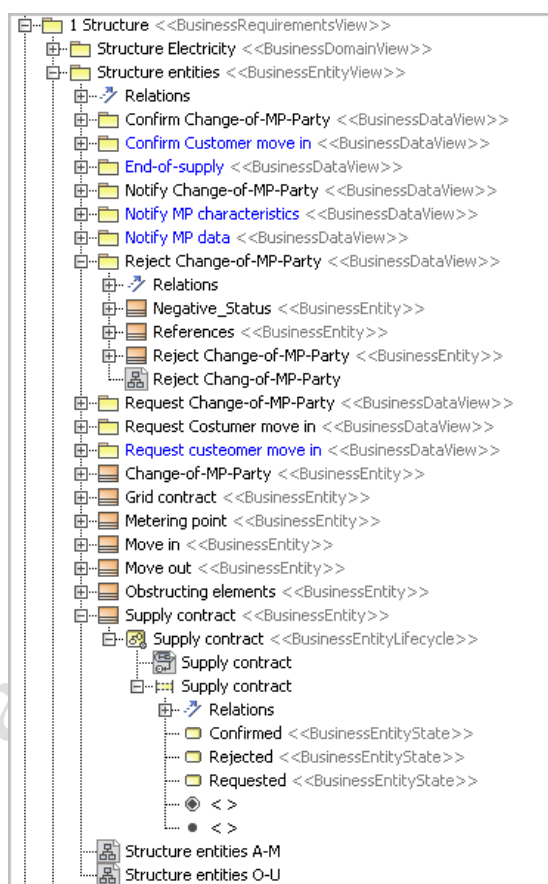 1 Structure <<BusinessRequirementsView>>
Structure Electricity <<BusinessDomainView>>
Structure entities <<BusinessEntityView>>
Relations
Confirm Change-of-MP-Party <<BusinessDataView>>
Confirm Customer move in <<BusinessDataView>>
End-of-supply <<BusinessDataView>>
Notify Change-of-MP-Party <<BusinessDataView>>
Notify MP characteristics <<BusinessDataView>>
Notify MP data <<BusinessDataView>>
Reject Change-of-MP-Party <<BusinessDataView>>
Relations
Negative_Status <<BusinessEntity>>
References <<BusinessEntity>>
Reject Change-of-MP-Party <<BusinessEntity>>
Reject Chang-of-MP-Party
Request Change-of-MP-Party <<BusinessDataView>>
Request Costumer move in <<BusinessDataView>>
Request custeomer move in <<BusinessDataView>>
Change-of-MP-Party <<BusinessEntity>>
Grid contract <<BusinessEntity>>
Metering point <<BusinessEntity>>
Move in <<BusinessEntity>>
Move out <<BusinessEntity>>
Obstructing elements <<BusinessEntity>>
Supply contract <<BusinessEntity>>
Supply contract <<BusinessEntityLifecycle>>
Supply contract
Supply contract
Relations
Confirmed <<BusinessEntityState>>
Rejected <<BusinessEntityState>>
Requested <<BusinessEntityState>>
< >
< >
Structure entities A-M
Structure entities O-U